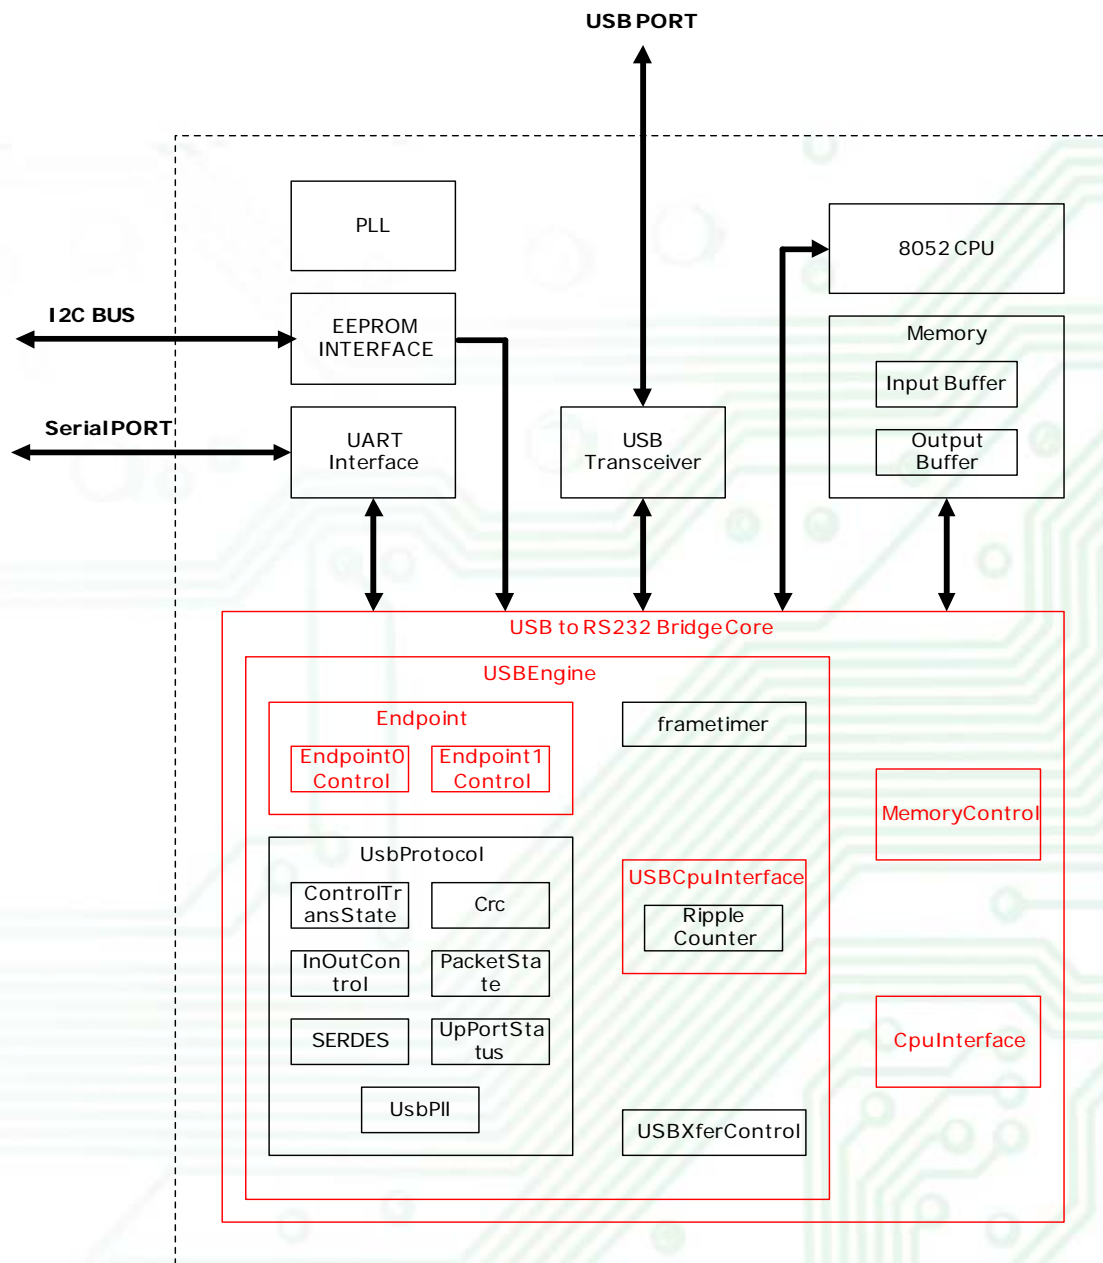 USB PORT
PLL
8052 CPU
I2C BUS
EEPROM
INTERFACE
Memory
Input Buffer
Serial PORT
UART
Interface
USB
Transceiver
Output
Buffer
USB to RS232 Bridge Core
USBEngine
Endpoint
frametimer
Endpoint0
Control
Endpoint1
Control
MemoryControl
UsbProtocol
USBCpuInterface
ControlTr
ansState
Crc
Ripple
Counter
InOutCon
trol
PacketSta
te
SERDES
UpPortSta
tus
CpuInterface
UsbPll
USBXferControl